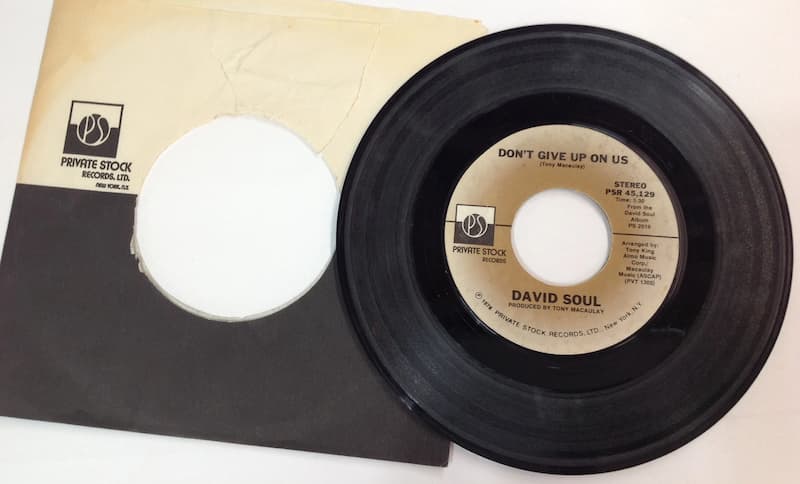 PS
PRIVATE STOCK
RECORDS, LTD.
NEW YORK, N.Y.
DON'T GIVE UP ON US
(Tony Macaulay)
STEREO
PSR 45,129
Time: 3:30
From the
David Soul
Album
PS 2019
Arranged by:
Tony King
Almo Music
Corp./
Macaulay
Music (ASCAP)
(PVT 1308)
PS
PRIVATE STOCK
RECORDS
DAVID SOUL
PRODUCED BY TONY MACAULAY
℗ 1976 PRIVATE STOCK RECORDS, LTD., New York, N.Y.